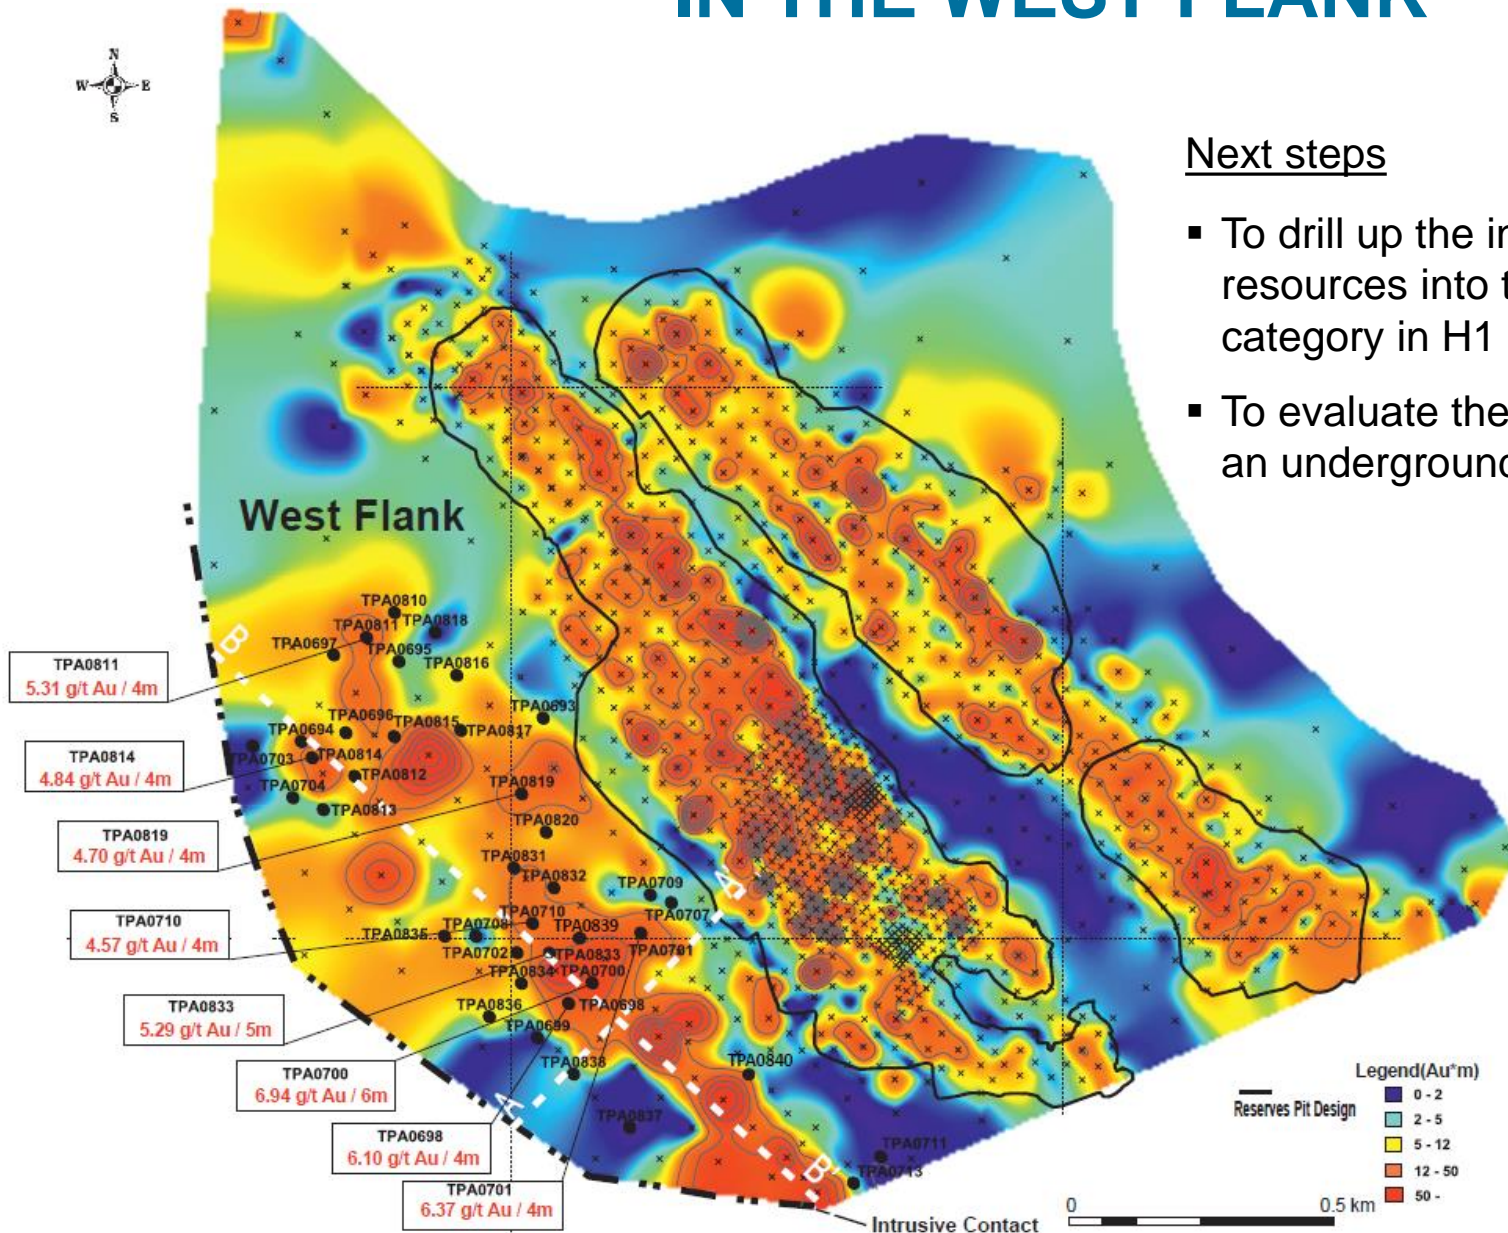 IN THE WEST FLANK
N
W E
S
Next steps
▪ To drill up the in
resources into t
category in H1
▪ To evaluate the
an underground
West Flank
TPA0810
TPA0811
TPA0818
TPA0697
TPA0695
TPA0816
TPA0811
5.31 g/t Au / 4m
B
TPA0693
TPA0696
TPA0815
TPA0817
TPA0694
TPA0703
TPA0814
TPA0814
4.84 g/t Au / 4m
TPA0812
TPA0704
TPA0819
TPA0813
TPA0820
TPA0819
4.70 g/t Au / 4m
TPA0831
TPA0832
TPA0709
A
TPA0710
TPA0707
TPA0710
4.57 g/t Au / 4m
TPA0835
TPA0708
TPA0839
TPA0702
TPA0833
TPA0701
TPA0834
TPA0700
TPA0833
5.29 g/t Au / 5m
TPA0836
TPA0698
TPA0699
TPA0838
TPA0840
TPA0700
6.94 g/t Au / 6m
A'
TPA0837
TPA0698
6.10 g/t Au / 4m
TPA0711
TPA0713
B'
TPA0701
6.37 g/t Au / 4m
Intrusive Contact
Reserves Pit Design
Legend(Au*m)
0 - 2
2 - 5
5 - 12
12 - 50
50 -
0 0.5 km